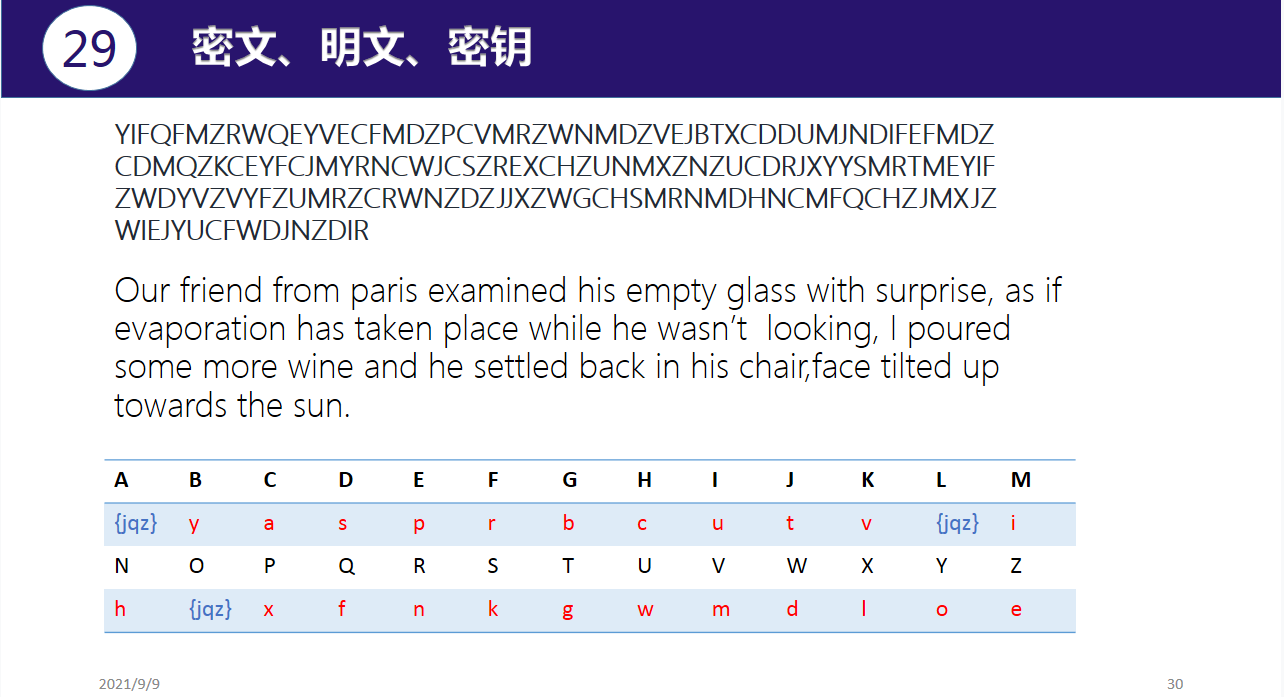 29 密文、明文、密钥
YIFQFMZRWQEYVECFMDZPCVMRZWNMDZVEJBTXCDDUMJNDIFEFMDZ
CDMQZKCEYFCJMYRNCWJCSZREXCHZUNMXZNZUCDRJXYYSMRTMEYIF
ZWDYVZVYFZUMRZCRWNZDZJJXZWGCHSMRNMDHNCMFQCHZJMXJZ
WIEJYUCFWDJNZDIR
Our friend from paris examined his empty glass with surprise, as if
evaporation has taken place while he wasn’t  looking, I poured
some more wine and he settled back in his chair,face tilted up
towards the sun.
A B C D E F G H I J K L M
{jqz} y a s p r b c u t v {jqz} i
N O P Q R S T U V W X Y Z
h {jqz} x f n k g w m d l o e
2021/9/9 30